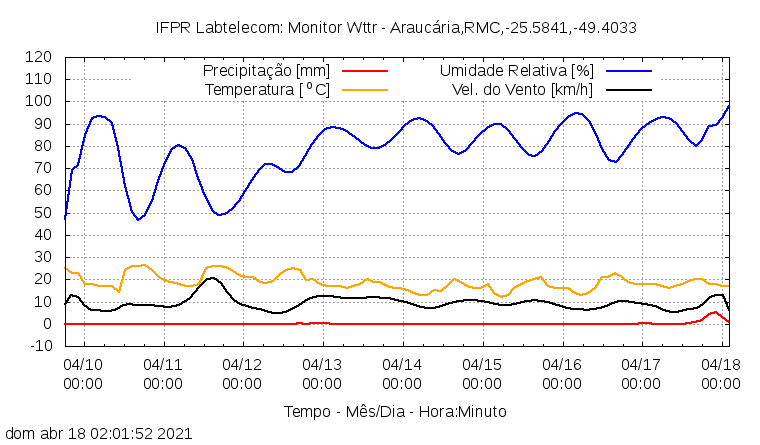 IFPR Labtelecom: Monitor Wttr - Araucária,RMC,-25.5841,-49.4033
Precipitação [mm]
Umidade Relativa [%]
Temperatura [⁰C]
Vel. do Vento [km/h]
120
110
100
90
80
70
60
50
40
30
20
10
0
-10
04/10 04/11 04/12 04/13 04/14 04/15 04/16 04/17 04/18
00:00 00:00 00:00 00:00 00:00 00:00 00:00 00:00 00:00
Tempo - Mês/Dia - Hora:Minuto
dom abr 18 02:01:52 2021